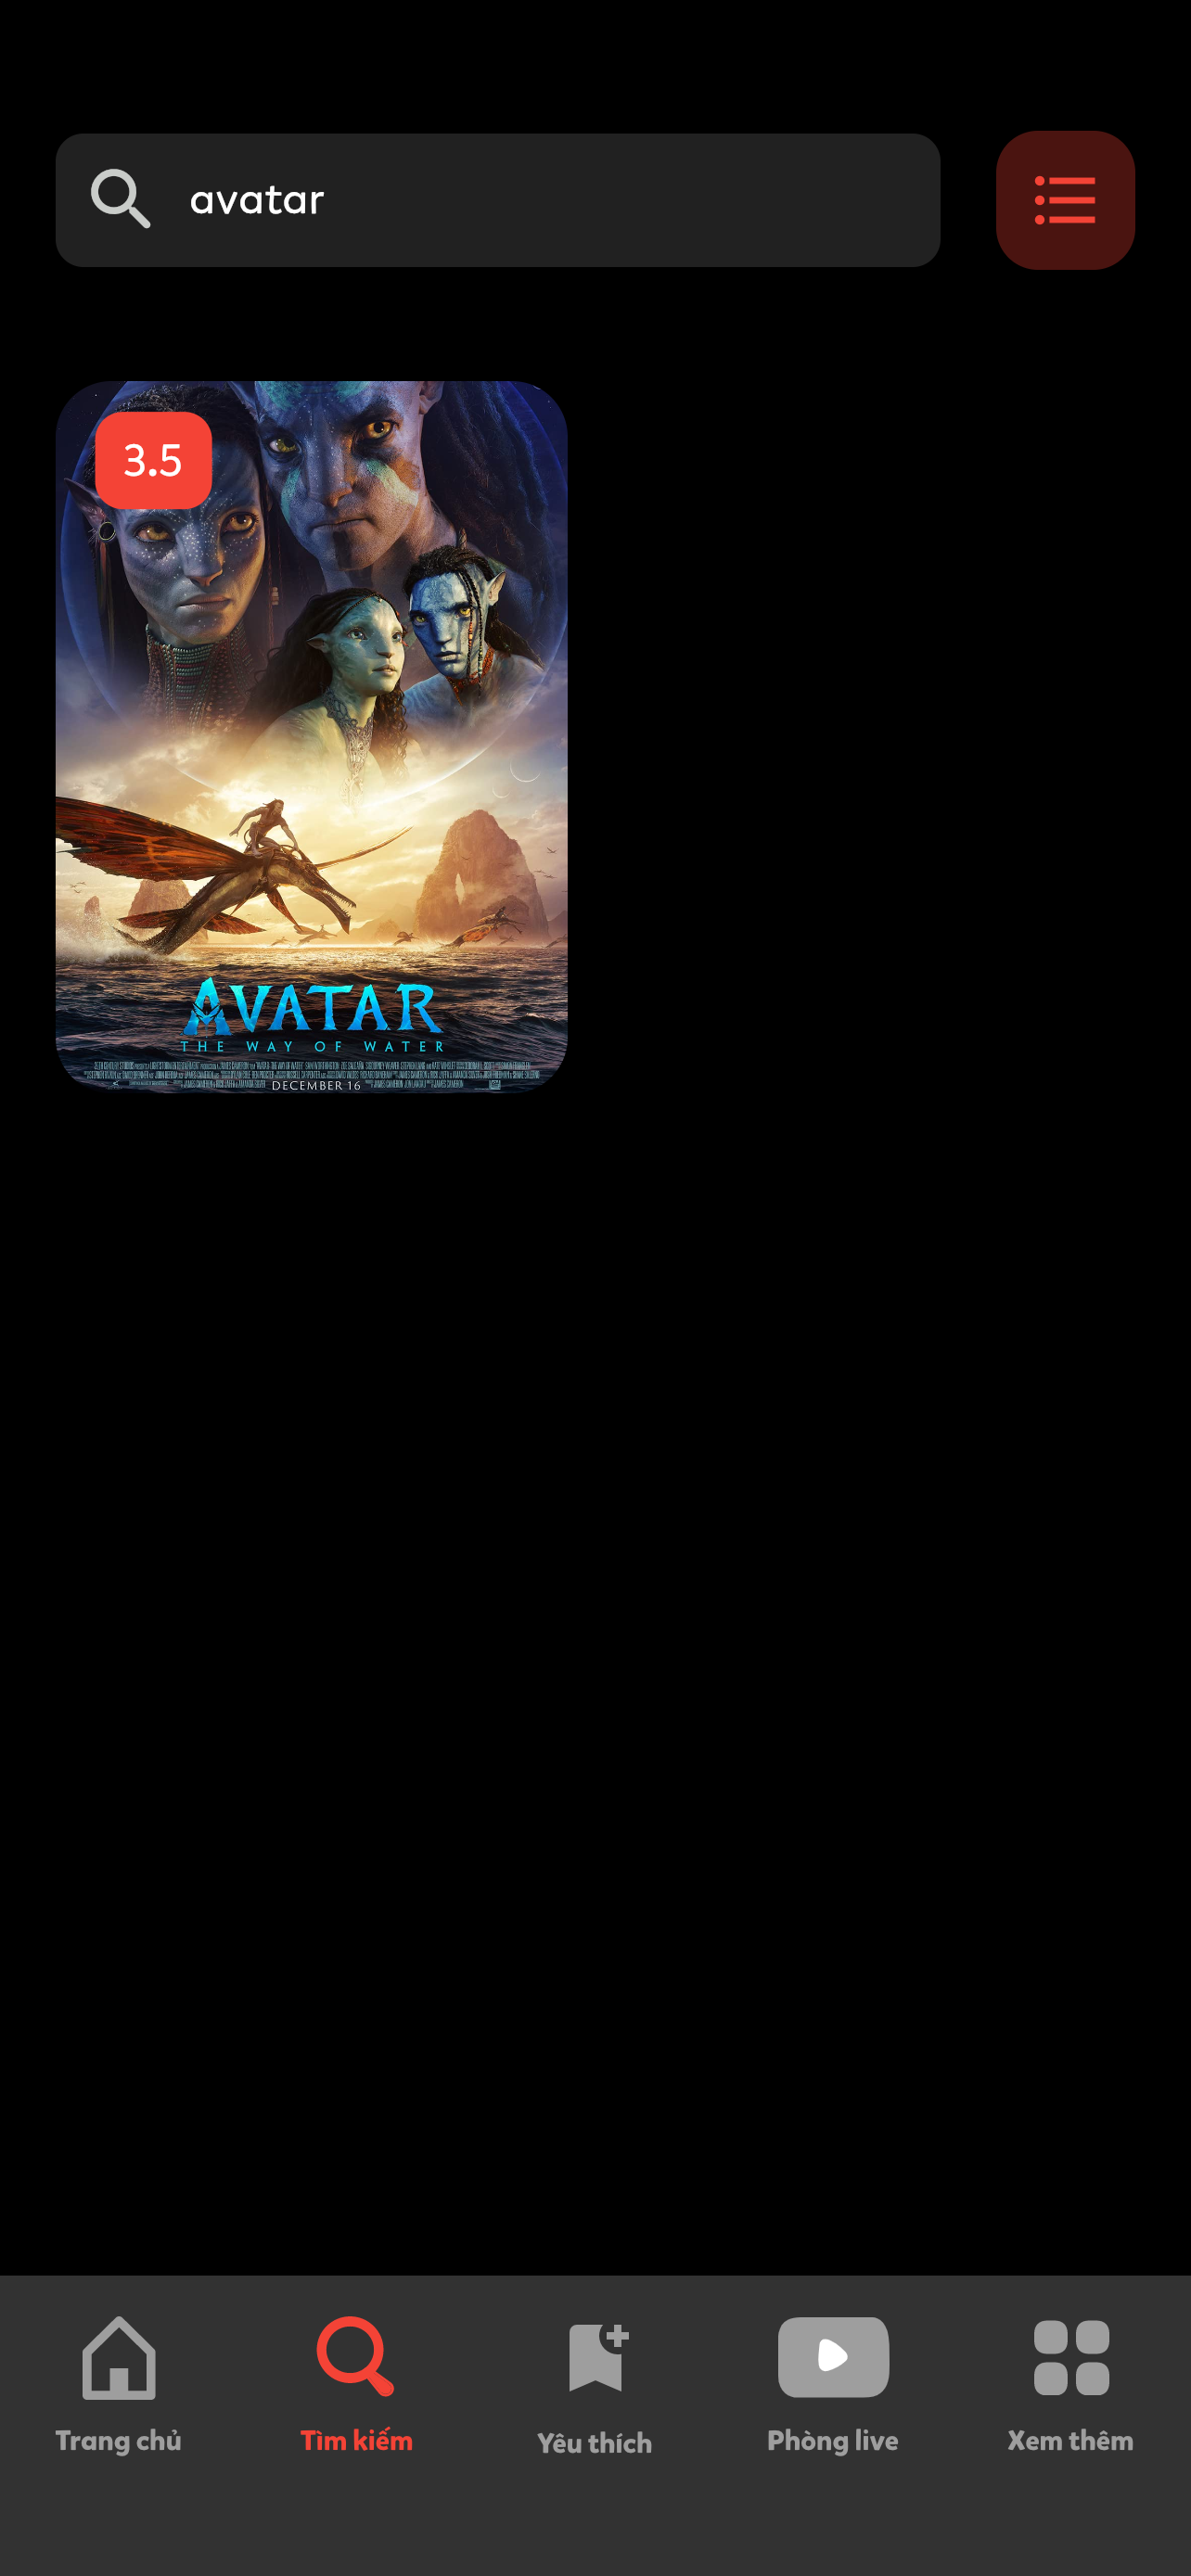 avatar
3.5
AVATAR
THE WAY OF WATER
DECEMBER 16
Trang chủ
Tìm kiếm
Yêu thích
Phòng live
Xem thêm